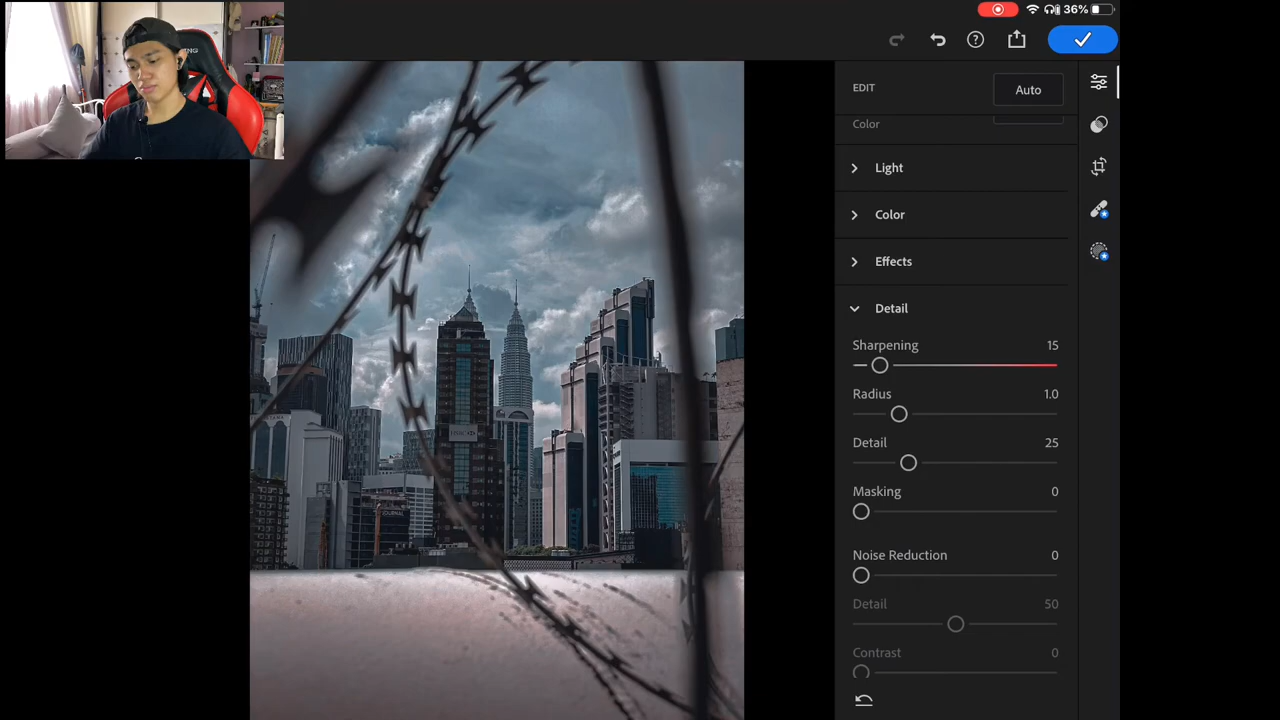 36%
EDIT
Auto
Color
Light
Color
Effects
Detail
Sharpening 15
Radius 1.0
Detail 25
Masking 0
Noise Reduction 0
Detail 50
Contrast 0
JOURNAL